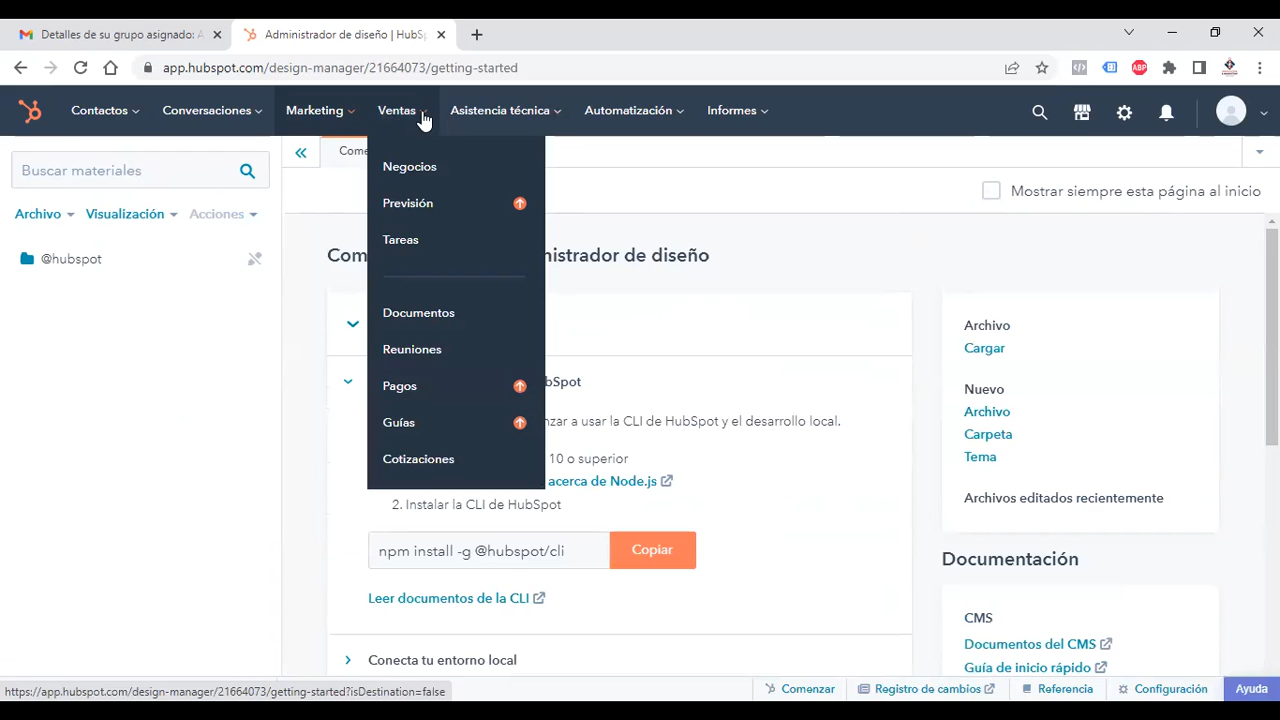 Detalles de su grupo asignado: A
Administrador de diseño | HubSp
app.hubspot.com/design-manager/21664073/getting-started
ABP
Contactos
Conversaciones
Marketing
Ventas
Asistencia técnica
Automatización
Informes
Buscar materiales
Archivo
Visualización
Acciones
@hubspot
Come
Mostrar siempre esta página al inicio
Negocios
Previsión
Tareas
Documentos
Reuniones
Pagos
Guías
Cotizaciones
Com
nistrador de diseño
bSpot
nzar a usar la CLI de HubSpot y el desarrollo local.
10 o superior
acerca de Node.js
2. Instalar la CLI de HubSpot
npm install -g @hubspot/cli
Copiar
Leer documentos de la CLI
Conecta tu entorno local
Archivo
Cargar
Nuevo
Archivo
Carpeta
Tema
Archivos editados recientemente
Documentación
CMS
Documentos del CMS
Guía de inicio rápido
https://app.hubspot.com/design-manager/21664073/getting-started?isDestination=false
Comenzar
Registro de cambios
Referencia
Configuración
Ayuda